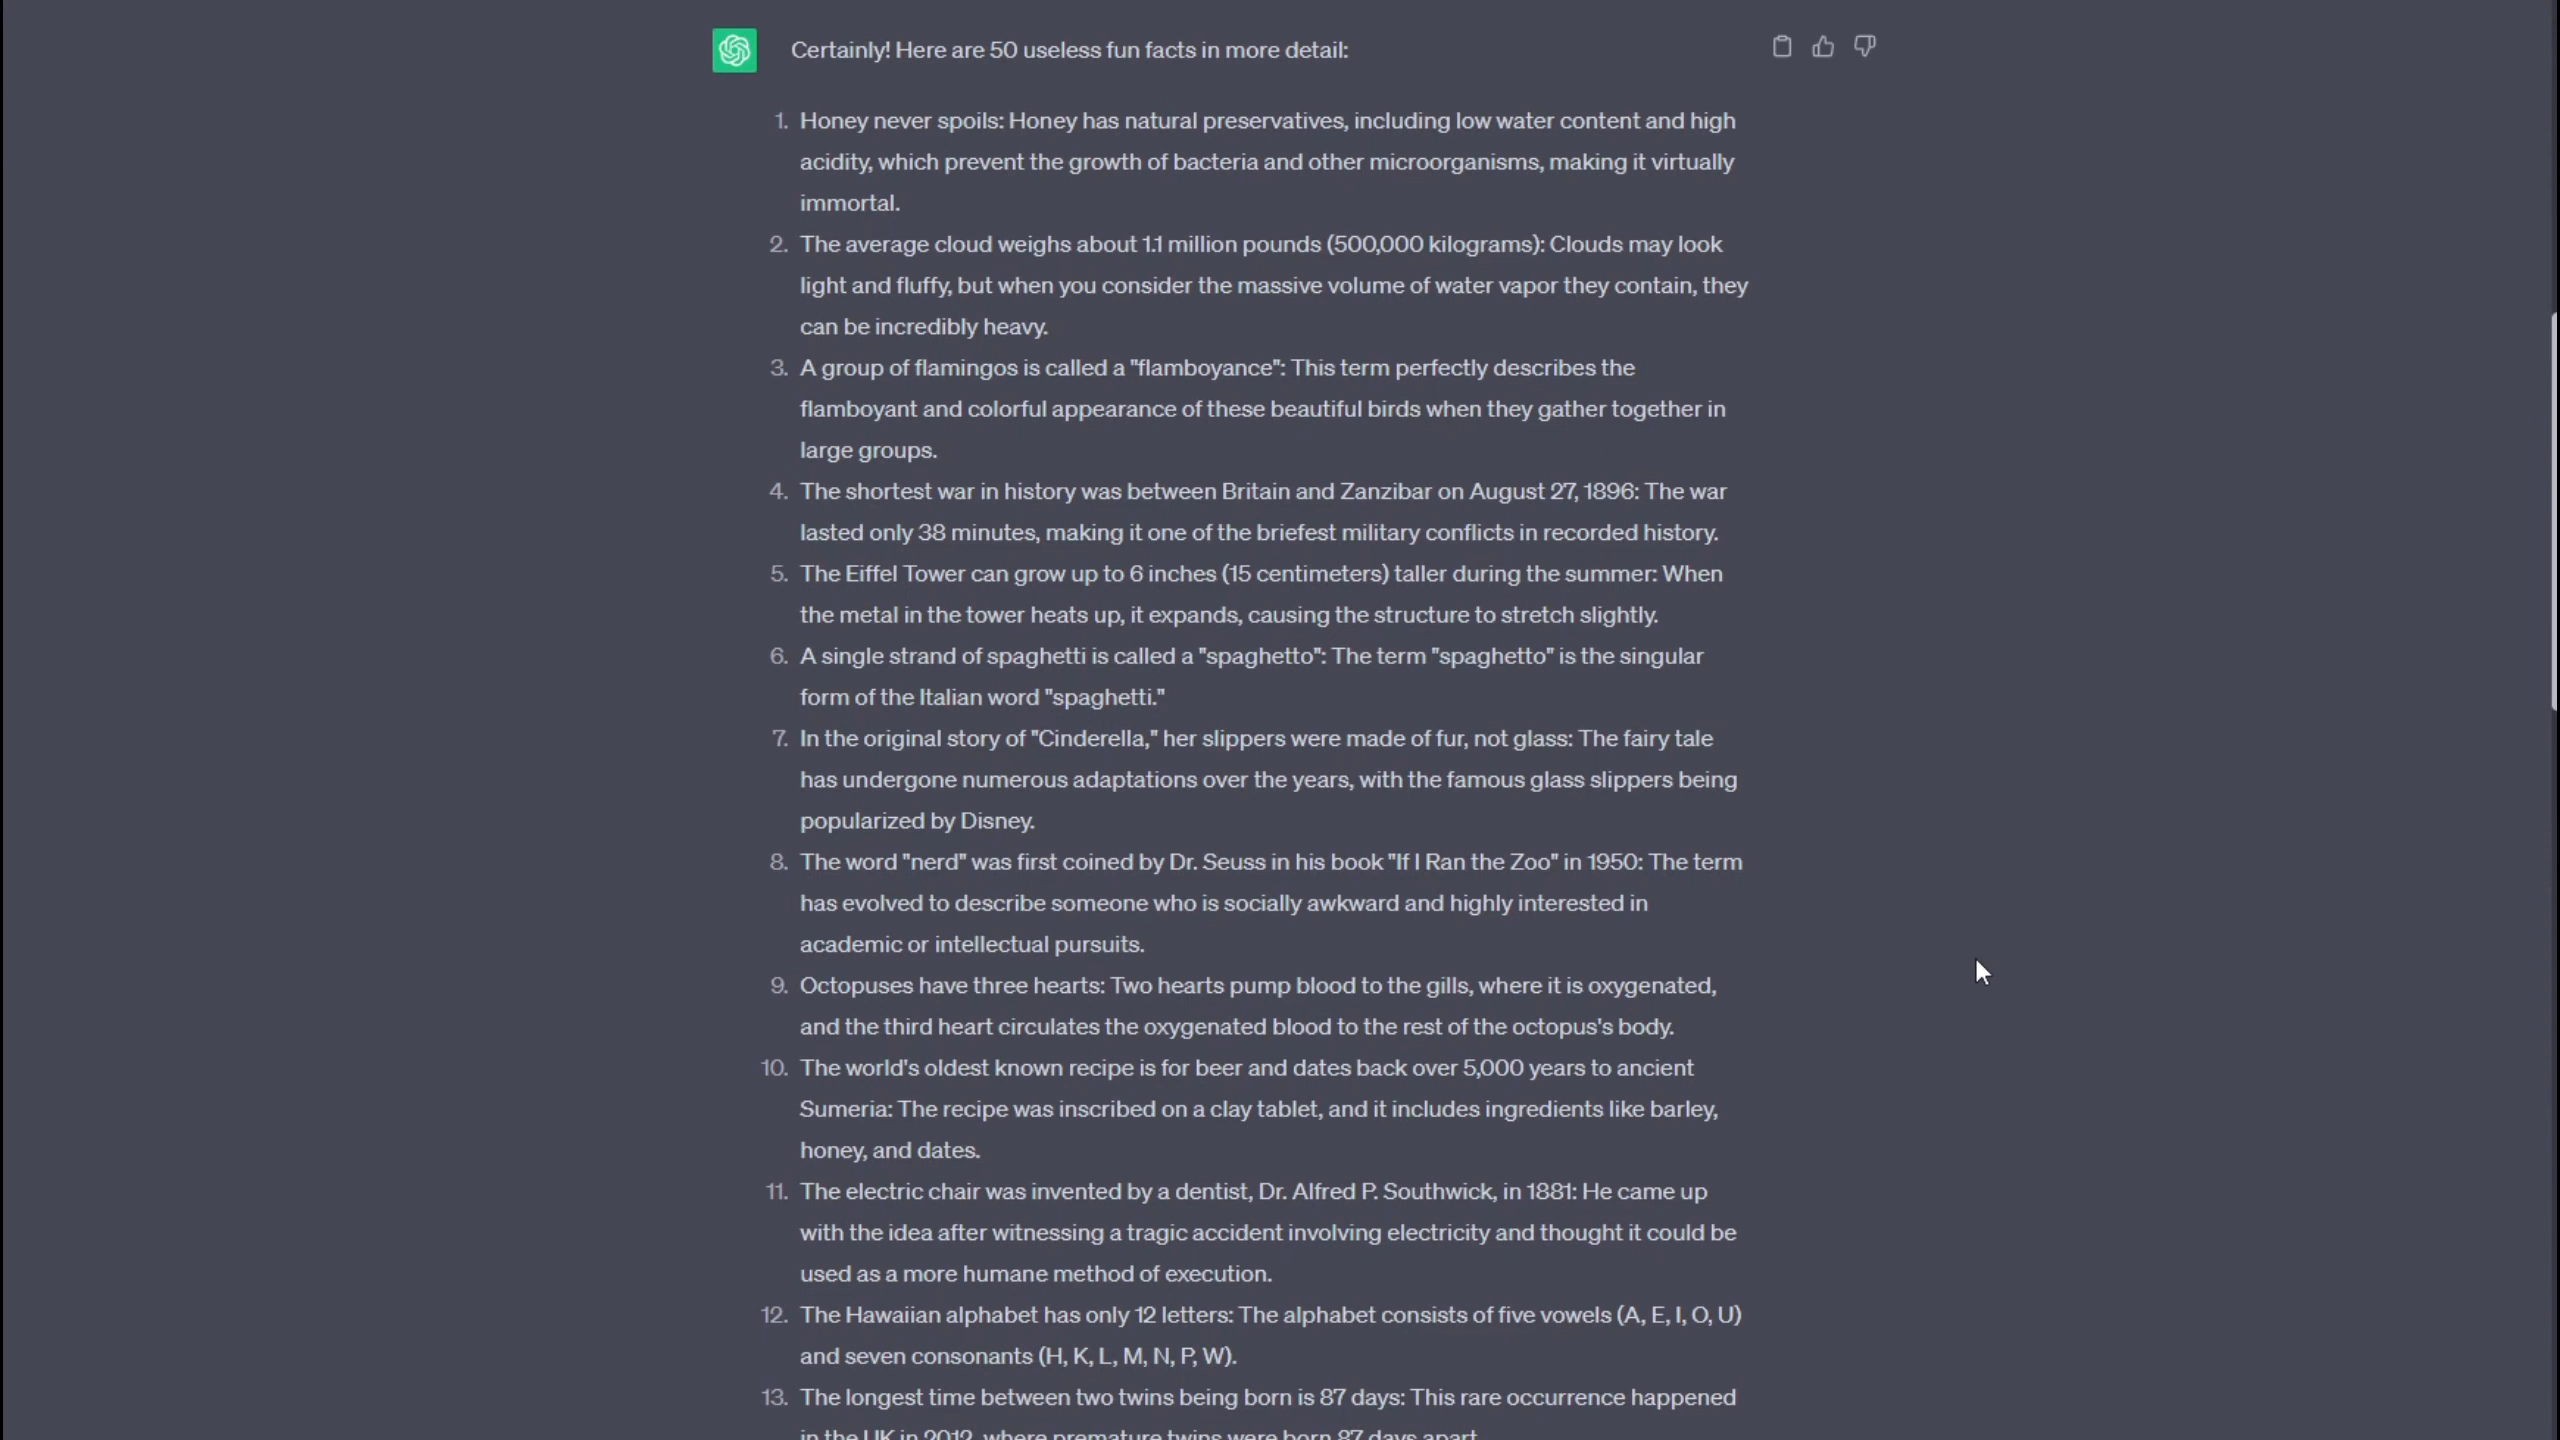 Certainly! Here are 50 useless fun facts in more detail:
1. Honey never spoils: Honey has natural preservatives, including low water content and high
acidity, which prevent the growth of bacteria and other microorganisms, making it virtually
immortal.
2. The average cloud weighs about 1.1 million pounds (500,000 kilograms): Clouds may look
light and fluffy, but when you consider the massive volume of water vapor they contain, they
can be incredibly heavy.
3. A group of flamingos is called a "flamboyance": This term perfectly describes the
flamboyant and colorful appearance of these beautiful birds when they gather together in
large groups.
4. The shortest war in history was between Britain and Zanzibar on August 27, 1896: The war
lasted only 38 minutes, making it one of the briefest military conflicts in recorded history.
5. The Eiffel Tower can grow up to 6 inches (15 centimeters) taller during the summer: When
the metal in the tower heats up, it expands, causing the structure to stretch slightly.
6. A single strand of spaghetti is called a "spaghetto": The term "spaghetto" is the singular
form of the Italian word "spaghetti."
7. In the original story of "Cinderella," her slippers were made of fur, not glass: The fairy tale
has undergone numerous adaptations over the years, with the famous glass slippers being
popularized by Disney.
8. The word "nerd" was first coined by Dr. Seuss in his book "If I Ran the Zoo" in 1950: The term
has evolved to describe someone who is socially awkward and highly interested in
academic or intellectual pursuits.
9. Octopuses have three hearts: Two hearts pump blood to the gills, where it is oxygenated,
and the third heart circulates the oxygenated blood to the rest of the octopus's body.
10. The world's oldest known recipe is for beer and dates back over 5,000 years to ancient
Sumeria: The recipe was inscribed on a clay tablet, and it includes ingredients like barley,
honey, and dates.
11. The electric chair was invented by a dentist, Dr. Alfred P. Southwick, in 1881: He came up
with the idea after witnessing a tragic accident involving electricity and thought it could be
used as a more humane method of execution.
12. The Hawaiian alphabet has only 12 letters: The alphabet consists of five vowels (A, E, I, O, U)
and seven consonants (H, K, L, M, N, P, W).
13. The longest time between two twins being born is 87 days: This rare occurrence happened
in the UK in 2012, where premature twins were born 87 days apart.